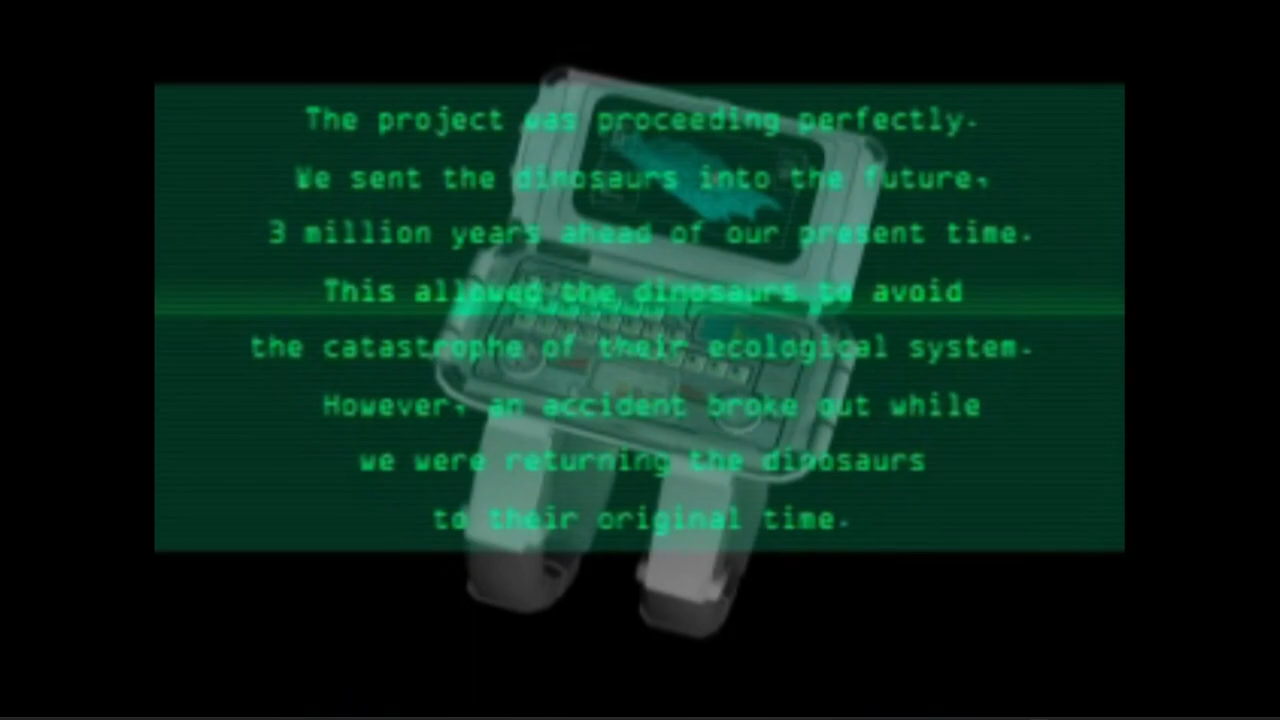 The project was proceeding perfectly.
We sent the dinosaurs into the future,
3 million years ahead of our present time.
This allowed the dinosaurs to avoid
the catastrophe of their ecological system.
However, an accident broke out while
we were returning the dinosaurs
to their original time.